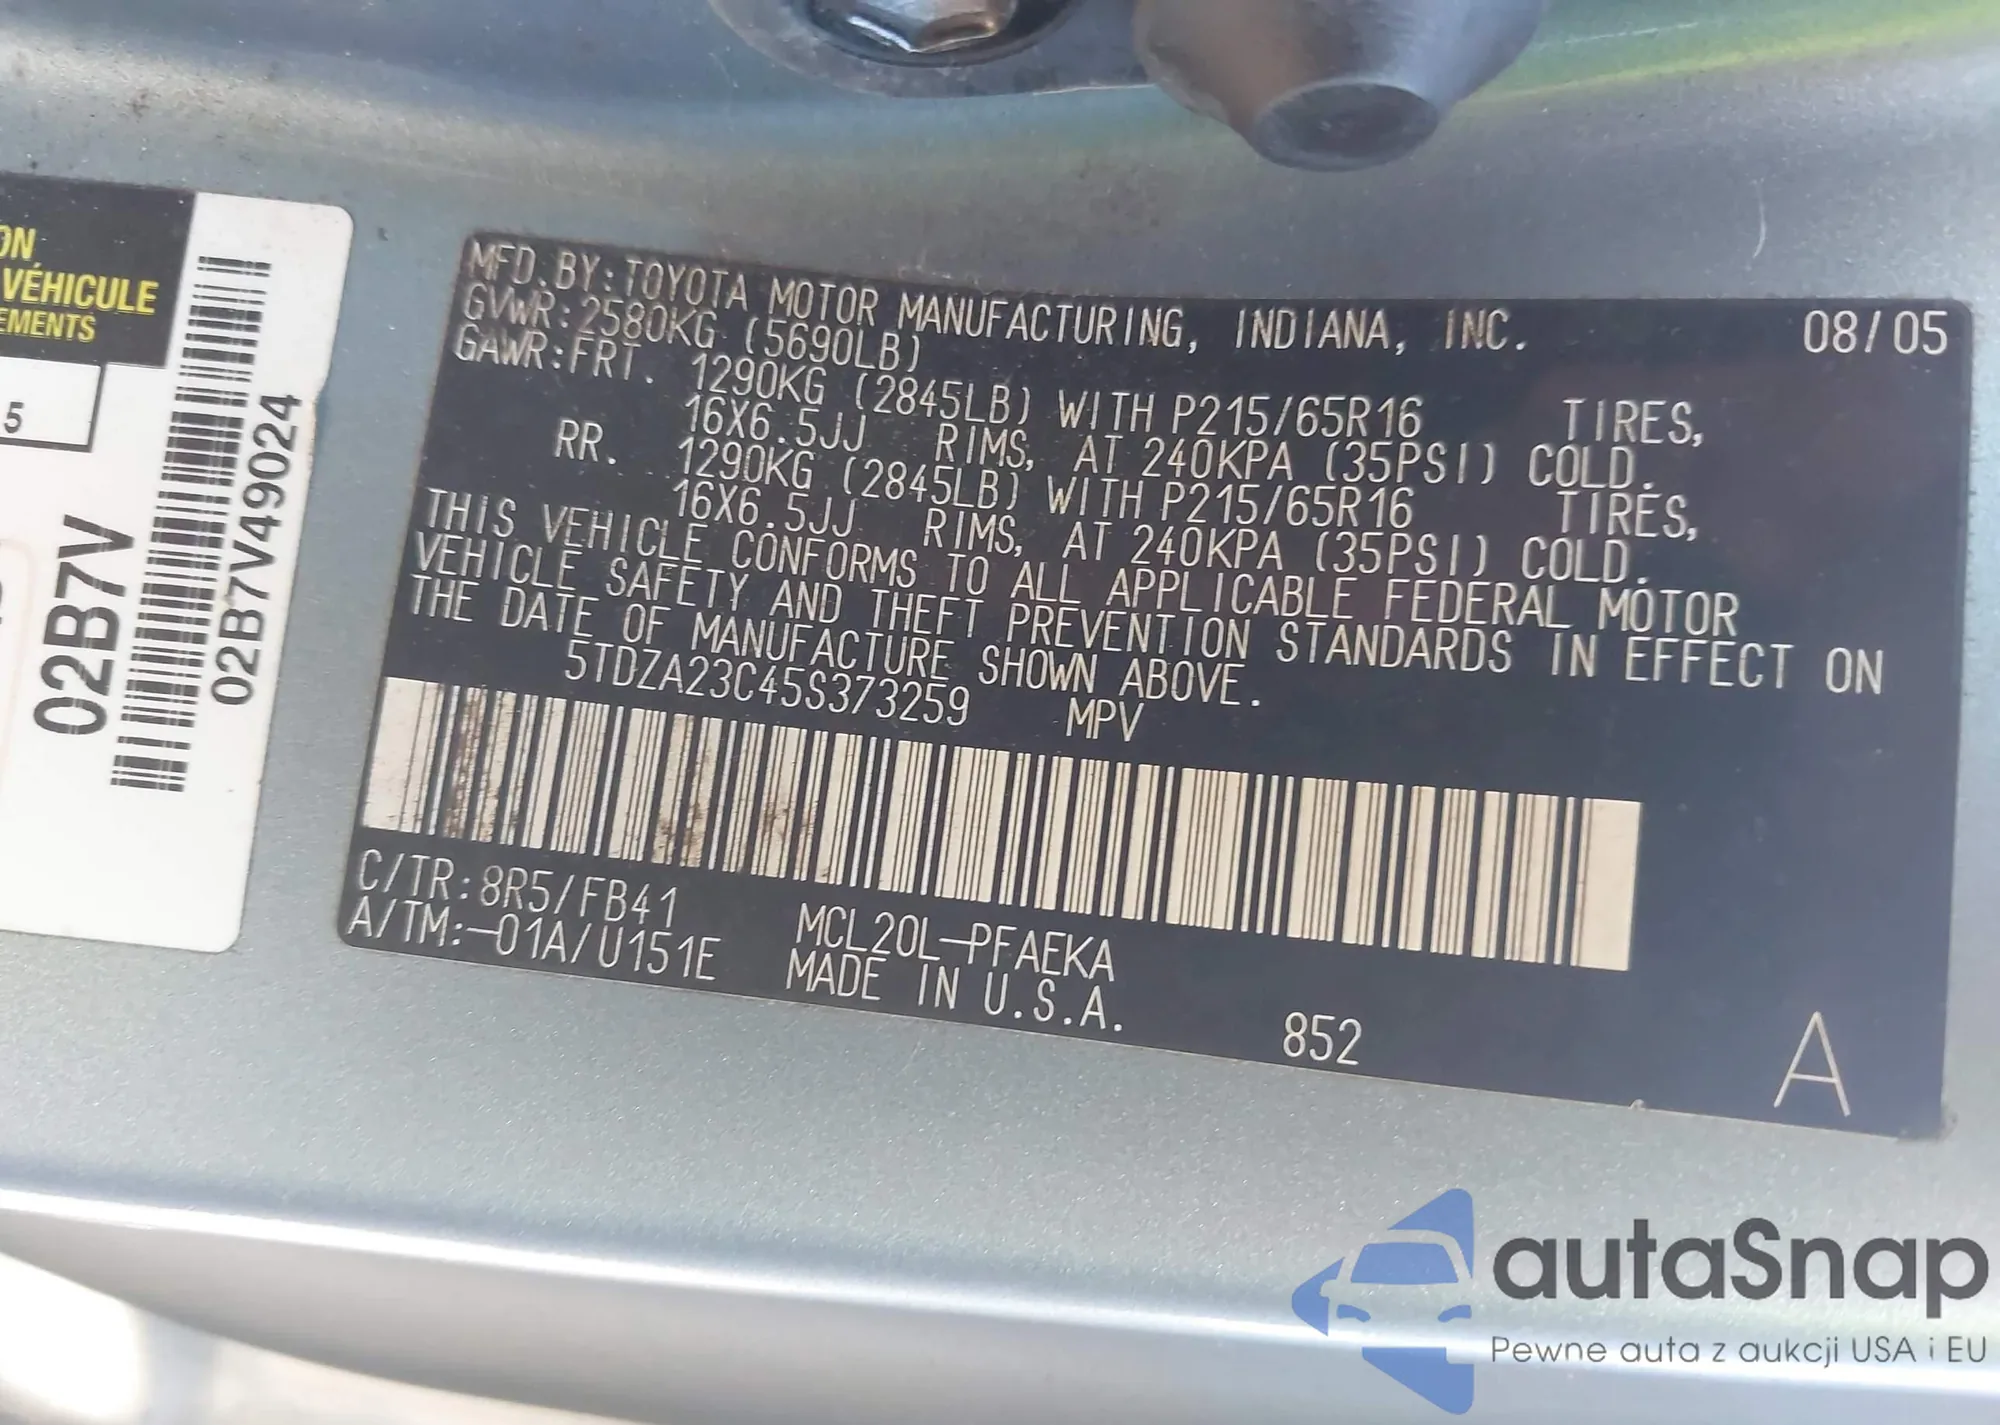 ON
VÉHICULE
EMENTS
5
02B7V
02B7V49024
MFD.BY:TOYOTA MOTOR MANUFACTURING, INDIANA, INC. 08/05
GVWR:2580KG (5690LB)
GAWR:FRT. 1290KG (2845LB) WITH P215/65R16 TIRES,
16X6.5JJ RIMS, AT 240KPA (35PSI) COLD.
RR. 1290KG (2845LB) WITH P215/65R16 TIRES,
16X6.5JJ RIMS, AT 240KPA (35PSI) COLD.
THIS VEHICLE CONFORMS TO ALL APPLICABLE FEDERAL MOTOR
VEHICLE SAFETY AND THEFT PREVENTION STANDARDS IN EFFECT ON
THE DATE OF MANUFACTURE SHOWN ABOVE.
5TDZA23C45S373259 MPV
C/TR:8R5/FB41
A/TM:-01A/U151E
MCL20L-PFAEKA
MADE IN U.S.A.
852
A
autaSnap
Pewne auta z aukcji USA i EU